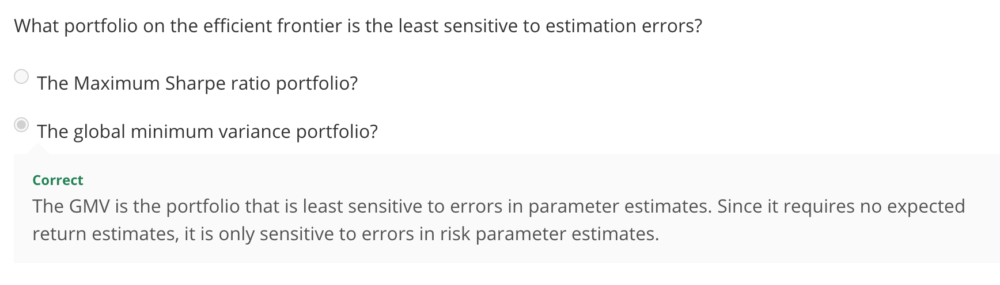 What portfolio on the efficient frontier is the least sensitive to estimation errors?
The Maximum Sharpe ratio portfolio?
The global minimum variance portfolio?
Correct
The GMV is the portfolio that is least sensitive to errors in parameter estimates. Since it requires no expected
return estimates, it is only sensitive to errors in risk parameter estimates.